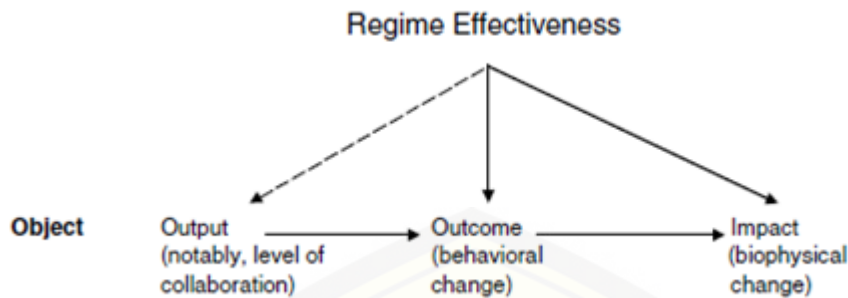 Regime Effectiveness
Object Output Outcome Impact
(notably, level of (behavioral (biophysical
collaboration) change) change)